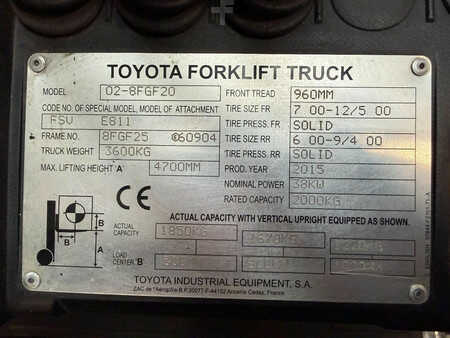 TOYOTA FORKLIFT TRUCK
MODEL 02-8FGF20
FRONT TREAD 960MM
CODE NO. OF SPECIAL MODEL, MODEL OF ATTACHMENT
TIRE SIZE FR 7 00-12/5 00
FSV E811
TIRE PRESS. FR SOLID
FRAME NO. 8FGF25 60904
TIRE SIZE RR 6 00-9/4 00
TRUCK WEIGHT 3600KG
TIRE PRESS. RR SOLID
MAX. LIFTING HEIGHT 'A' 4700MM
PROD. YEAR 2015
NOMINAL POWER 38KW
RATED CAPACITY 2000KG
CE
ACTUAL CAPACITY WITH VERTICAL UPRIGHT EQUIPPED AS SHOWN.
ACTUAL CAPACITY 1850KG
B
B
A
LOAD CENTER 'B'
TOYOTA INDUSTRIAL EQUIPMENT, S.A.